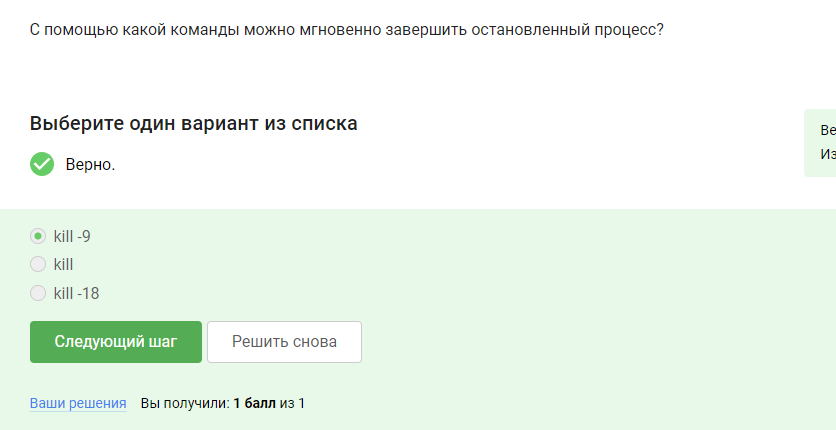 С помощью какой команды можно мгновенно завершить остановленный процесс?
Выберите один вариант из списка
Верно.
Ве
Из
kill -9
kill
kill -18
Следующий шаг
Решить снова
Ваши решения Вы получили: 1 балл из 1